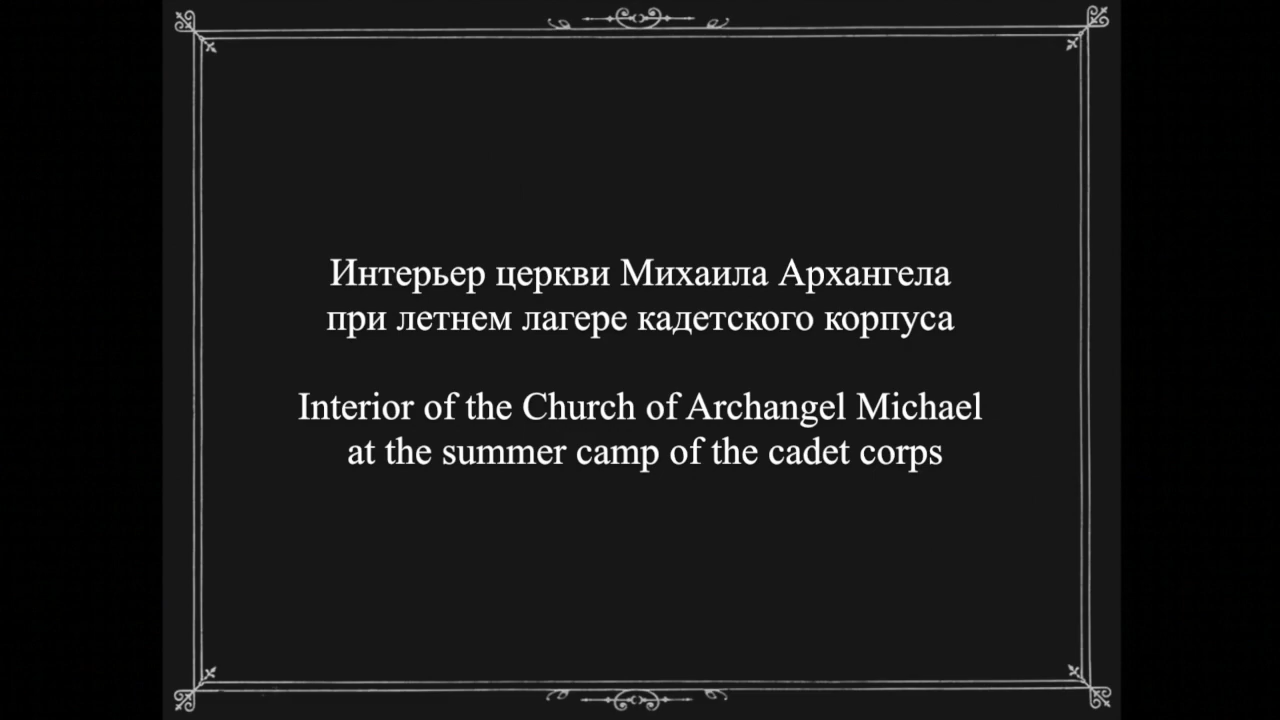 Интерьер церкви Михаила Архангела
при летнем лагере кадетского корпуса
Interior of the Church of Archangel Michael
at the summer camp of the cadet corps